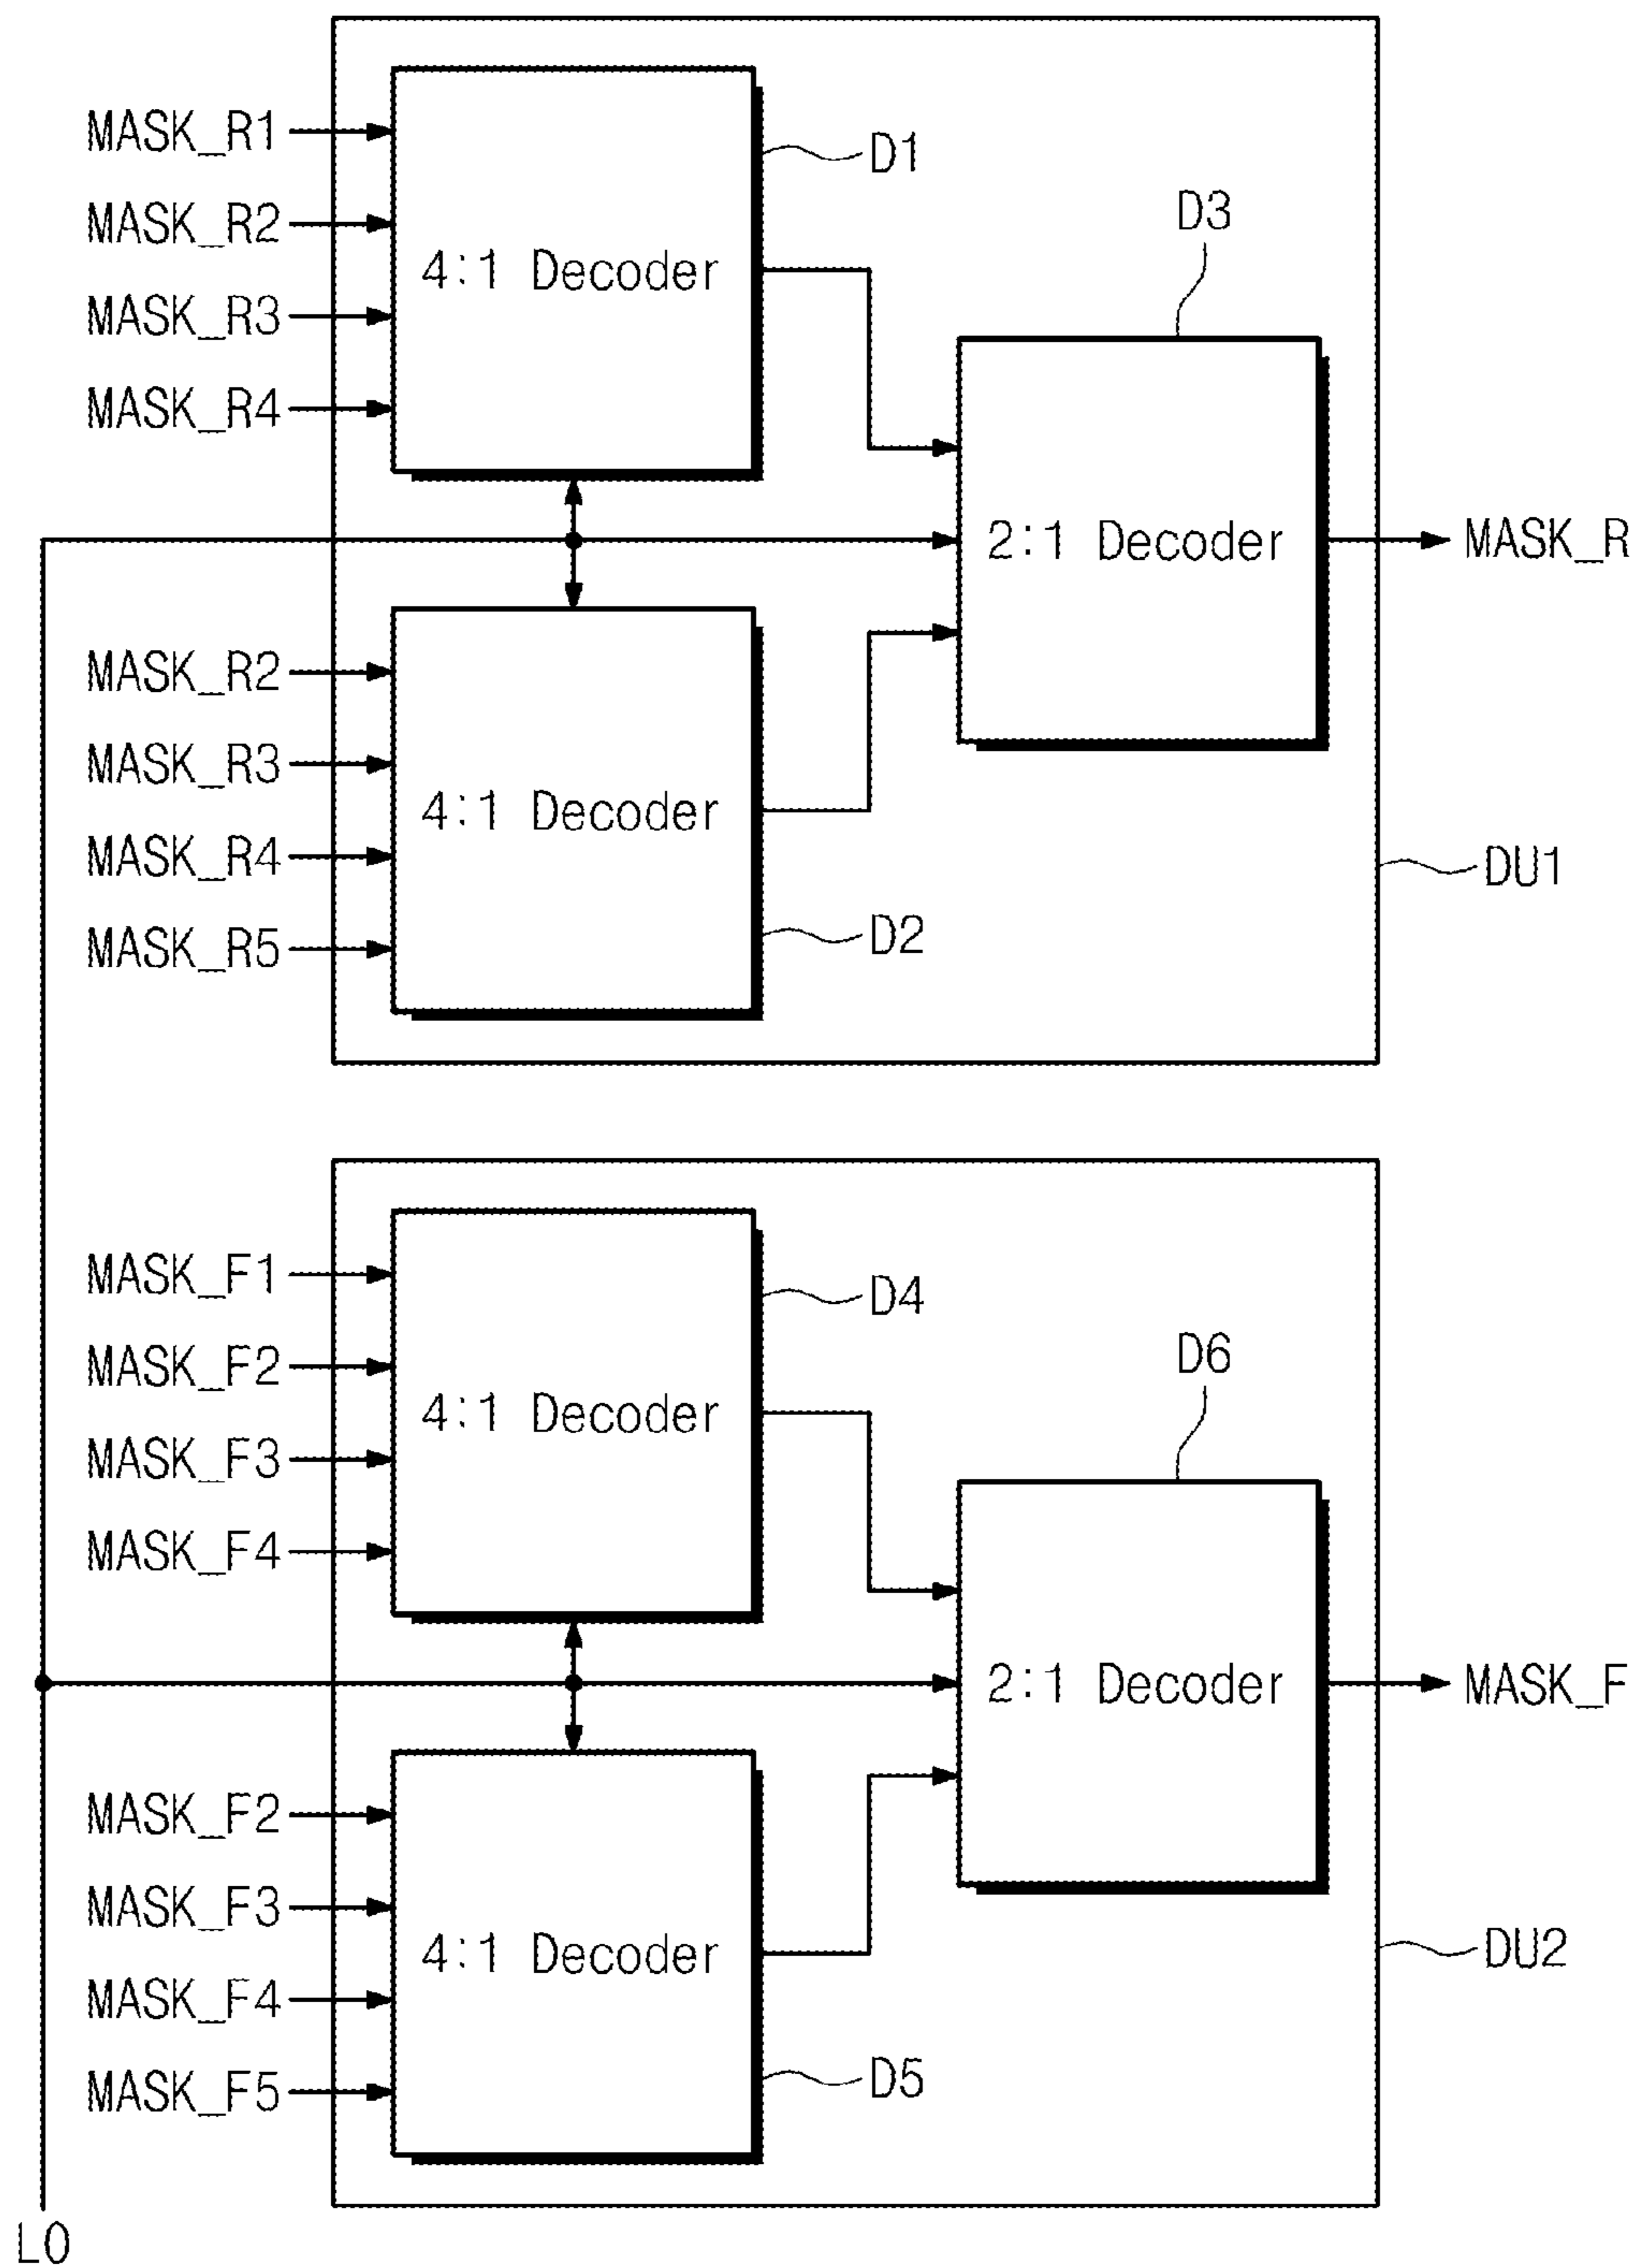 MASK_R1
MASK_R2
MASK_R3
MASK_R4
4:1 Decoder
D1
D3
2:1 Decoder
MASK_R
MASK_R2
MASK_R3
MASK_R4
MASK_R5
4:1 Decoder
D2
DU1
MASK_F1
MASK_F2
MASK_F3
MASK_F4
4:1 Decoder
D4
D6
2:1 Decoder
MASK_F
MASK_F2
MASK_F3
MASK_F4
MASK_F5
4:1 Decoder
D5
DU2
LO